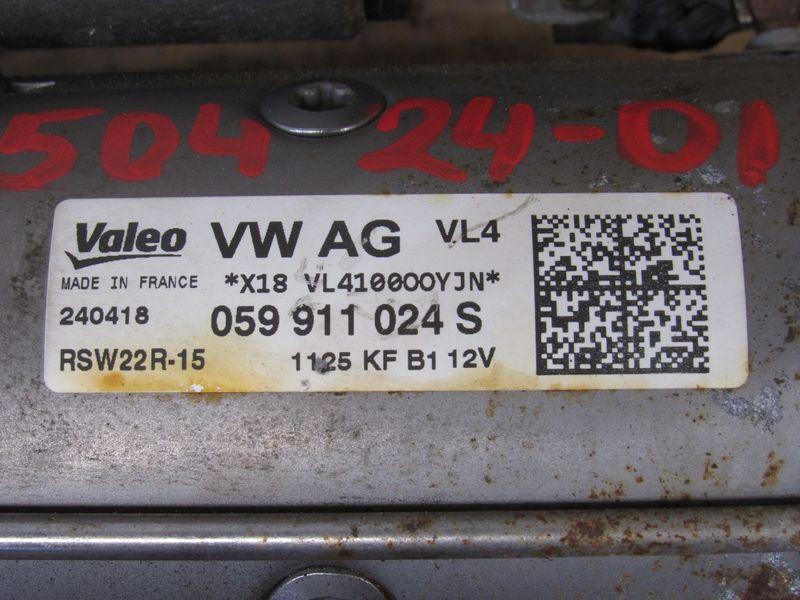 504 24-01
Valeo VW AG VL4
MADE IN FRANCE *X18 VL41000OYJN*
240418 059 911 024 S
RSW22R-15 1125 KF B1 12V